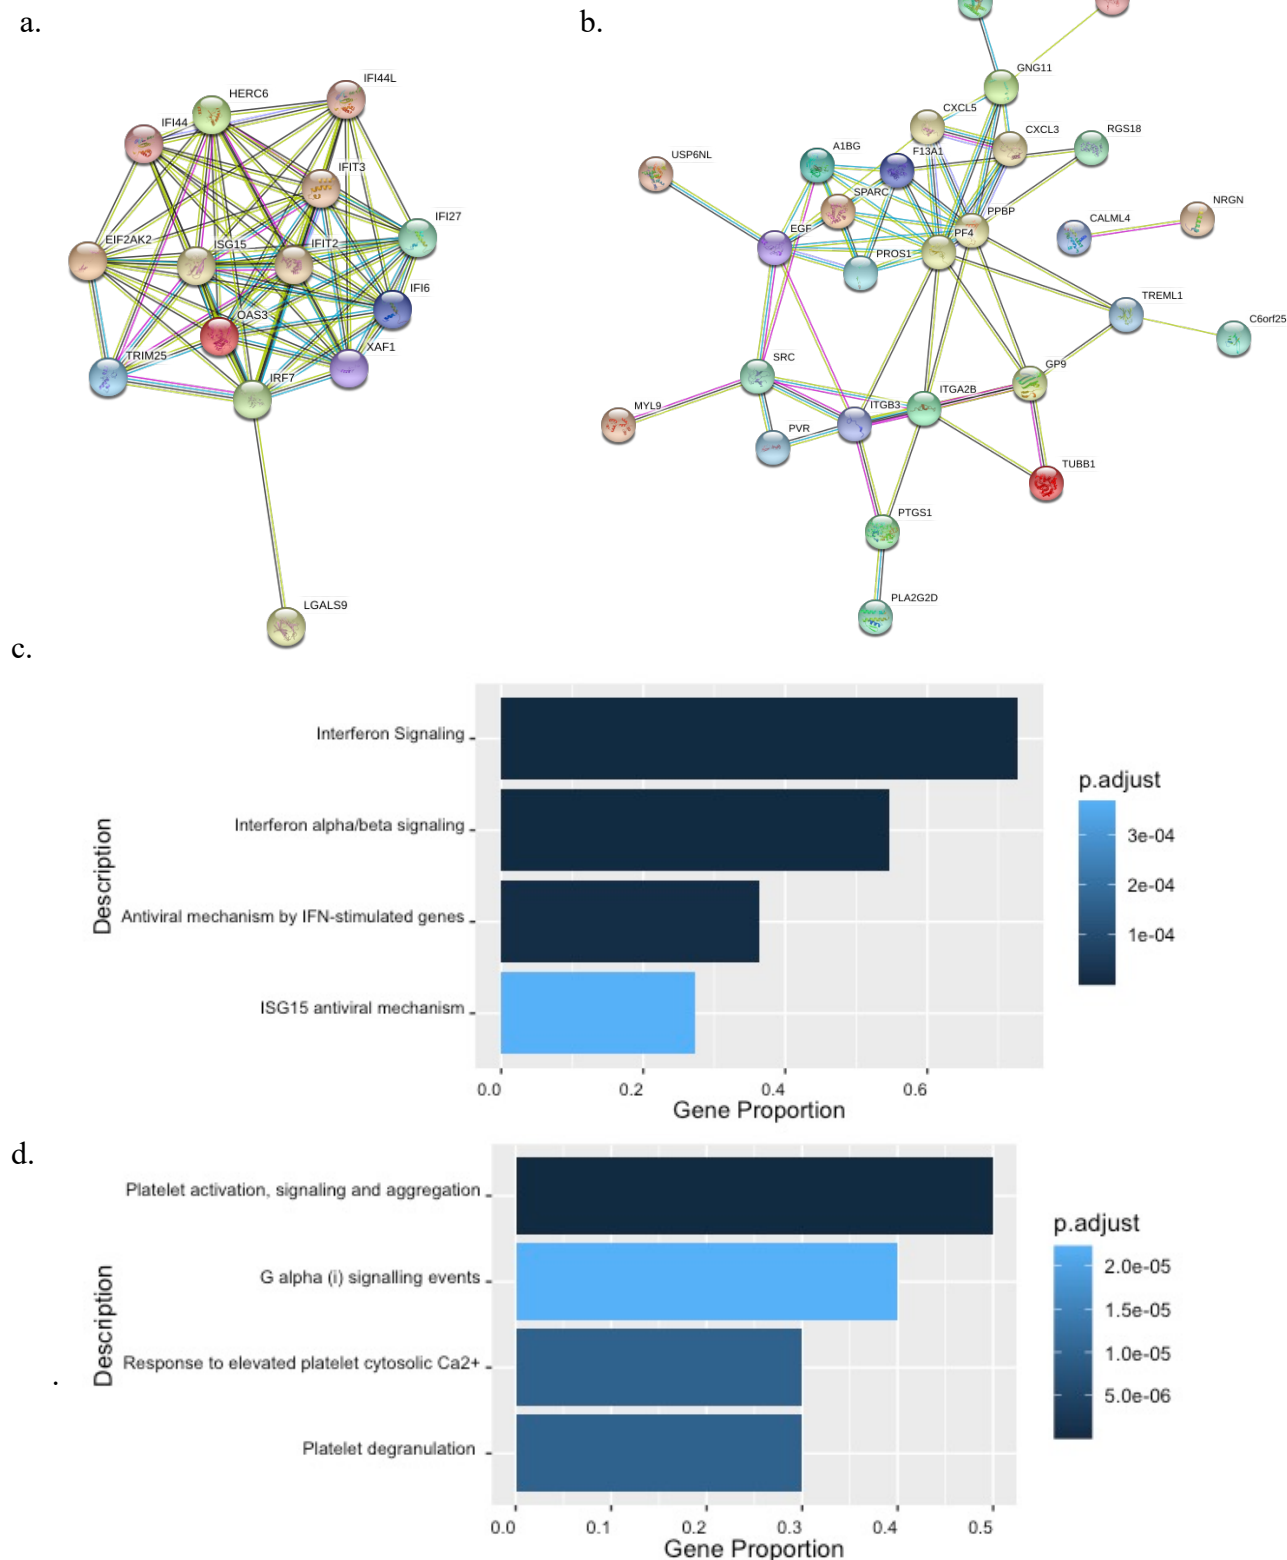 a.
b.
HERC6
IFI44L
IFI44
IFIT3
IFI27
EIF2AK2
ISG15
IFIT2
IFI6
OAS3
XAF1
TRIM25
IRF7
LGALS9
GNG11
CXCL5
CXCL3
RGS18
USP6NL
A1BG
F13A1
SPARC
NRGN
CALML4
EGF
PPBP
PF4
PROS1
TREML1
C6orf25
SRC
GP9
ITGA2B
MYL9
ITGB3
PVR
TUBB1
PTGS1
PLA2G2D
c.
Interferon Signaling
Interferon alpha/beta signaling
Antiviral mechanism by IFN-stimulated genes
ISG15 antiviral mechanism
Description
0.0 0.2 0.4 0.6
Gene Proportion
p.adjust
3e-04
2e-04
1e-04
d.
Platelet activation, signaling and aggregation
G alpha (i) signalling events
Response to elevated platelet cytosolic Ca2+
Platelet degranulation
Description
.
0.0 0.1 0.2 0.3 0.4 0.5
Gene Proportion
p.adjust
2.0e-05
1.5e-05
1.0e-05
5.0e-06